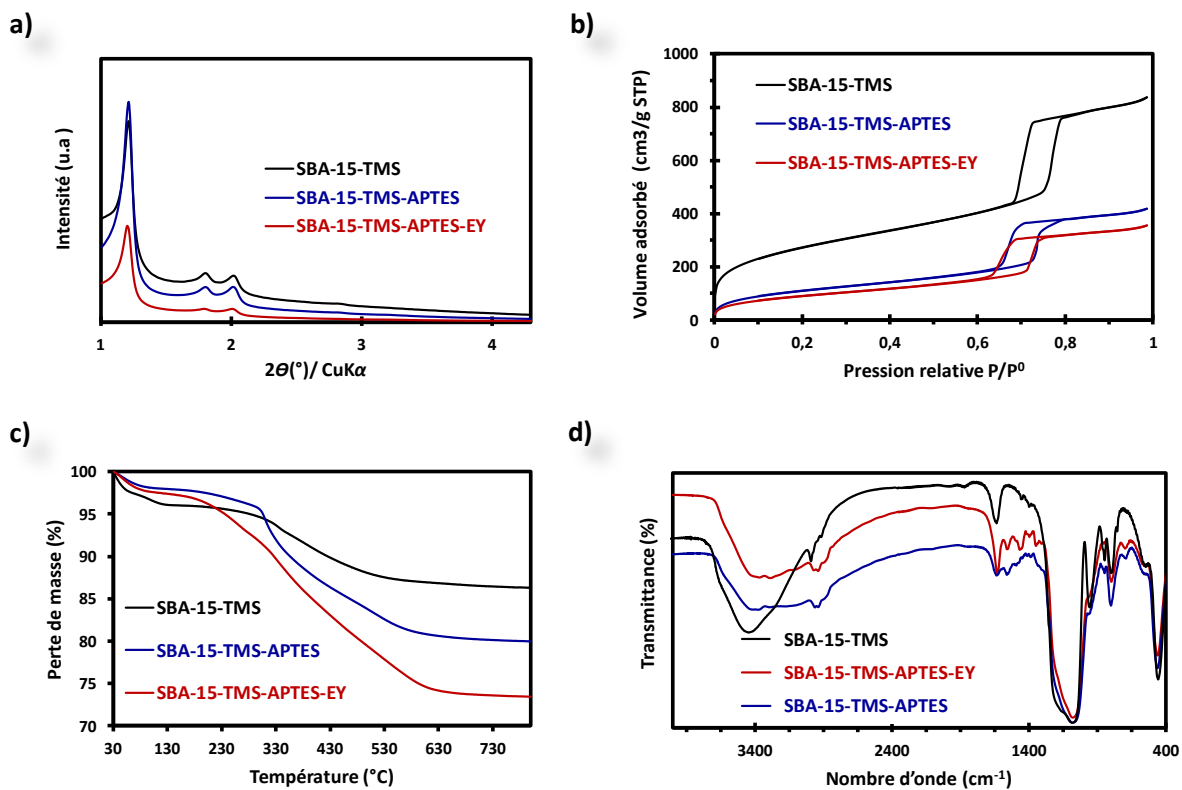 a)
Intensité (u.a)
SBA-15-TMS
SBA-15-TMS-APTES
SBA-15-TMS-APTES-EY
1 2 3 4
2Θ(°)/ CuKα
b)
Volume adsorbé (cm3/g STP)
1000
800
600
400
200
0
SBA-15-TMS
SBA-15-TMS-APTES
SBA-15-TMS-APTES-EY
0 0,2 0,4 0,6 0,8 1
Pression relative P/P⁰
c)
Perte de masse (%)
100
95
90
85
80
75
70
SBA-15-TMS
SBA-15-TMS-APTES
SBA-15-TMS-APTES-EY
30 130 230 330 430 530 630 730
Température (°C)
d)
Transmittance (%)
SBA-15-TMS
SBA-15-TMS-APTES-EY
SBA-15-TMS-APTES
3400 2400 1400 400
Nombre d’onde (cm⁻¹)